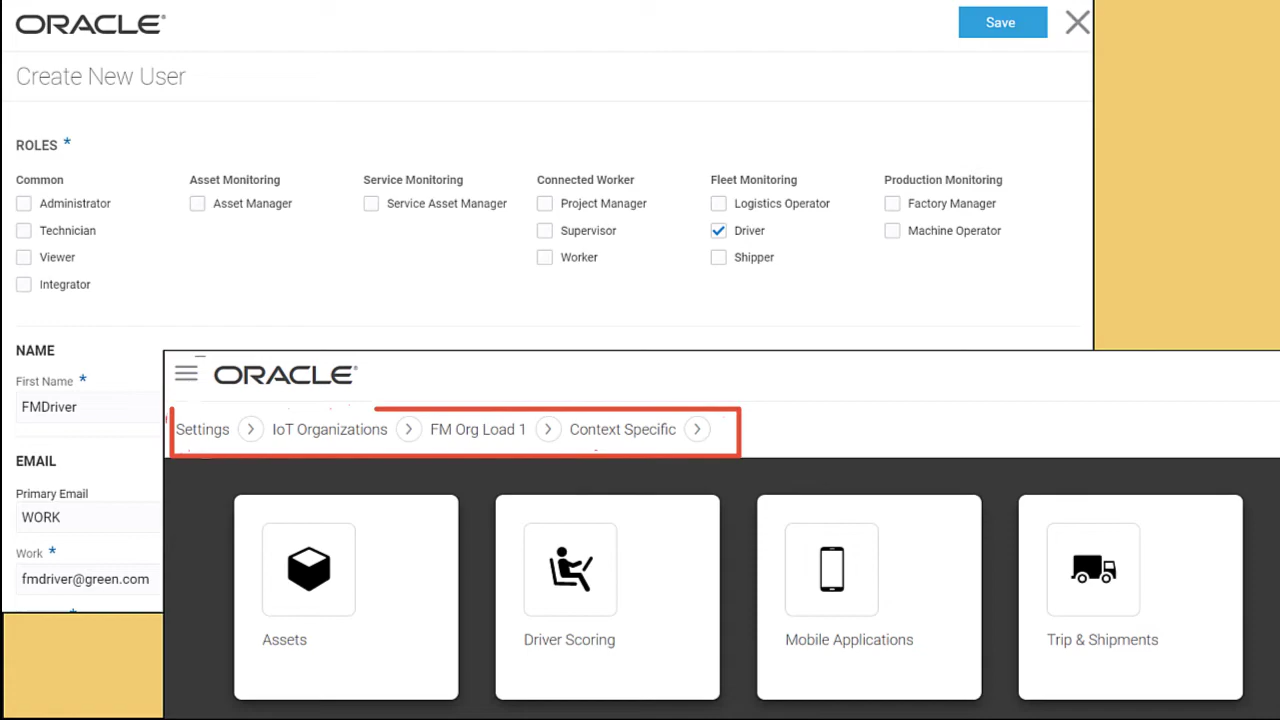 ORACLE
Save
Create New User
ROLES *
Common Asset Monitoring Service Monitoring Connected Worker Fleet Monitoring Production Monitoring
Administrator Asset Manager Service Asset Manager Project Manager Logistics Operator Factory Manager
Technician Supervisor Driver Machine Operator
Viewer Worker Shipper
Integrator
NAME
First Name *
FMDriver
EMAIL
Primary Email
WORK
Work *
fmdriver@green.com
ORACLE
Settings IoT Organizations FM Org Load 1 Context Specific
Assets Driver Scoring Mobile Applications Trip & Shipments